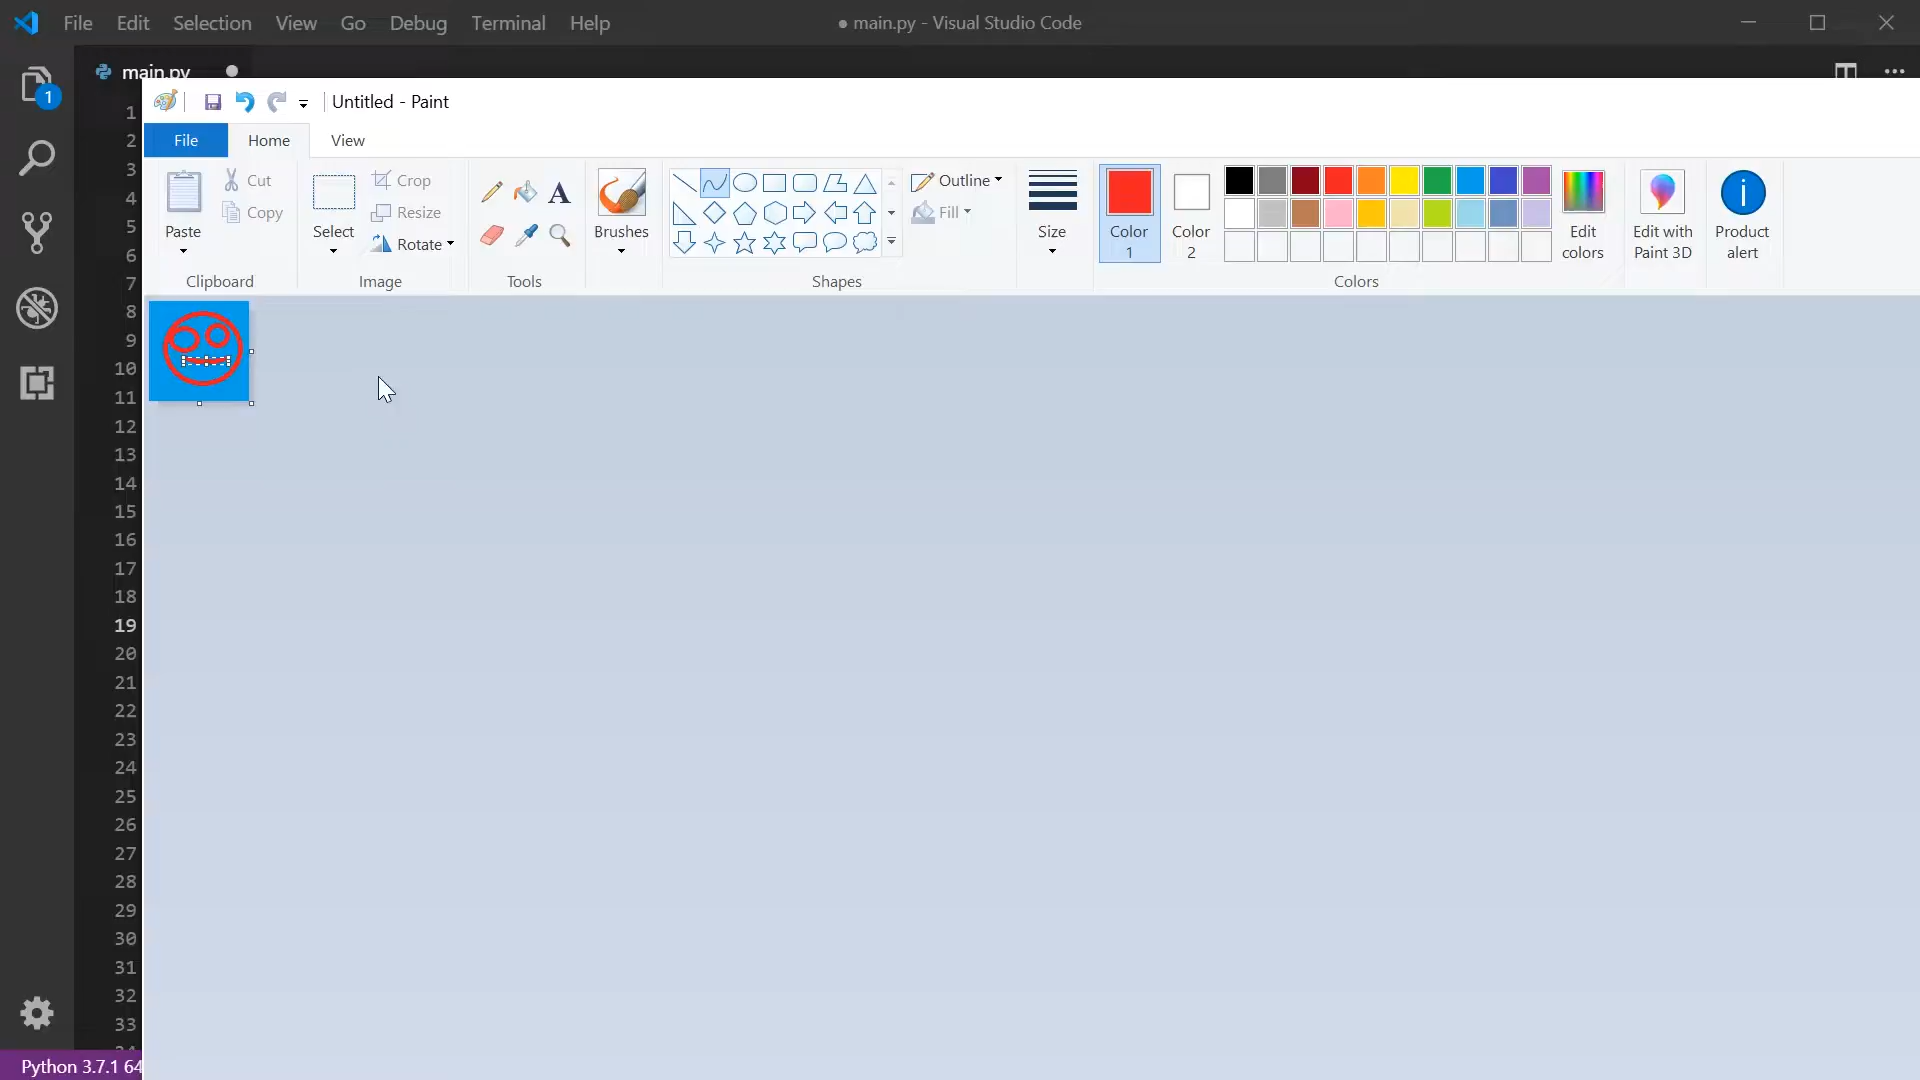 File Edit Selection View Go Debug Terminal Help
● main.py - Visual Studio Code
main.py
1
Untitled - Paint
File Home View
Paste
Cut
Copy
Clipboard
Select
Crop
Resize
Rotate
Image
A
Tools
Brushes
Shapes
Outline
Fill
Size
Color
1
Color
2
Colors
Edit
colors
Edit with
Paint 3D
Product
alert
1
2
3
4
5
6
7
8
9
10
11
12
13
14
15
16
17
18
19
20
21
22
23
24
25
26
27
28
29
30
31
32
33
Python 3.7.1 64